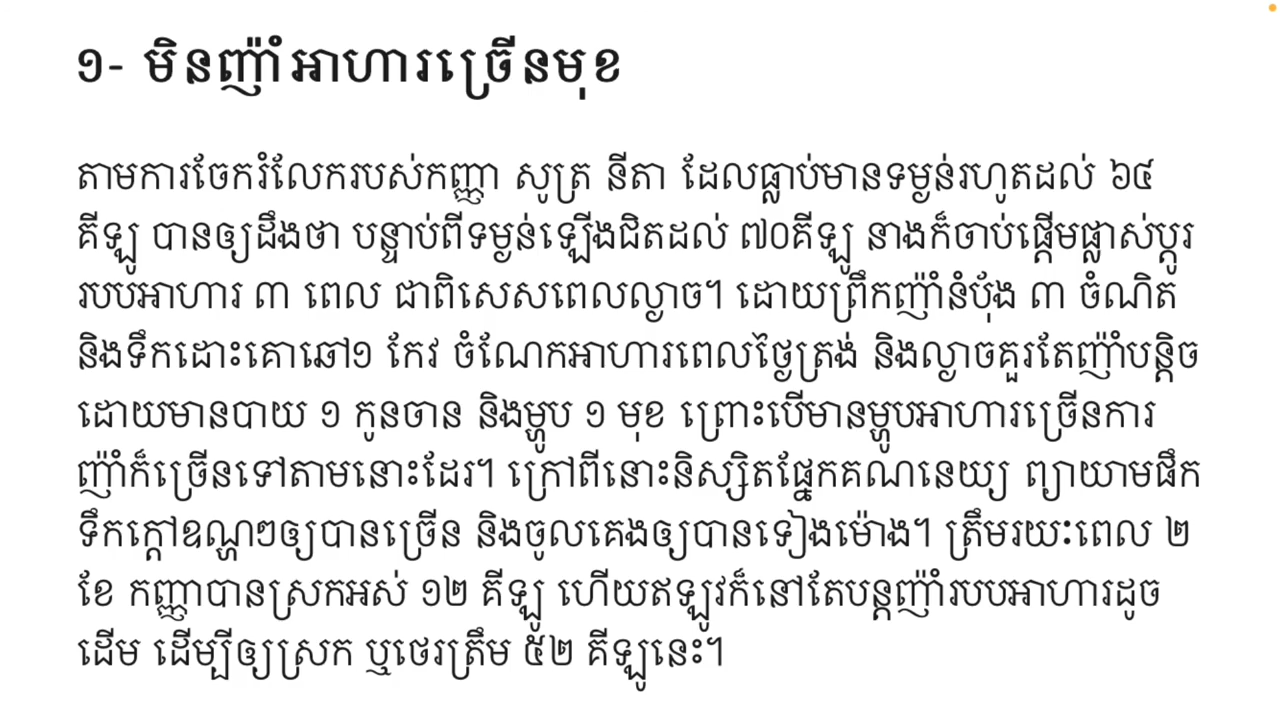 ១- មិនញ៉ាំអាហារច្រើនមុខ
តាមការចែករំលែករបស់កញ្ញា សូត្រ នីតា ដែលធ្លាប់មានទម្ងន់រហូតដល់ ៦៤
គីឡូ បានឲ្យដឹងថា បន្ទាប់ពីទម្ងន់ឡើងជិតដល់ ៧០គីឡូ នាងក៏ចាប់ផ្ដើមផ្លាស់ប្ដូរ
របបអាហារ ៣ ពេល ជាពិសេសពេលល្ងាច។ ដោយព្រឹកញ៉ាំនំប៉័ង ៣ ចំណិត
និងទឹកដោះគោឆៅ១ កែវ ចំណែកអាហារពេលថ្ងៃត្រង់ និងល្ងាចគួរតែញ៉ាំបន្តិច
ដោយមានបាយ ១ កូនចាន និងម្ហូប ១ មុខ ព្រោះបើមានម្ហូបអាហារច្រើនការ
ញ៉ាំក៏ច្រើនទៅតាមនោះដែរ។ ក្រៅពីនោះនិស្សិតផ្នែកគណនេយ្យ ព្យាយាមផឹក
ទឹកក្ដៅឧណ្ហៗឲ្យបានច្រើន និងចូលគេងឲ្យបានទៀងម៉ោង។ ត្រឹមរយៈពេល ២
ខែ កញ្ញាបានស្រកអស់ ១២ គីឡូ ហើយឥឡូវក៏នៅតែបន្តញ៉ាំរបបអាហារដូច
ដើម ដើម្បីឲ្យស្រក ឬថេរត្រឹម ៥២ គីឡូនេះ។